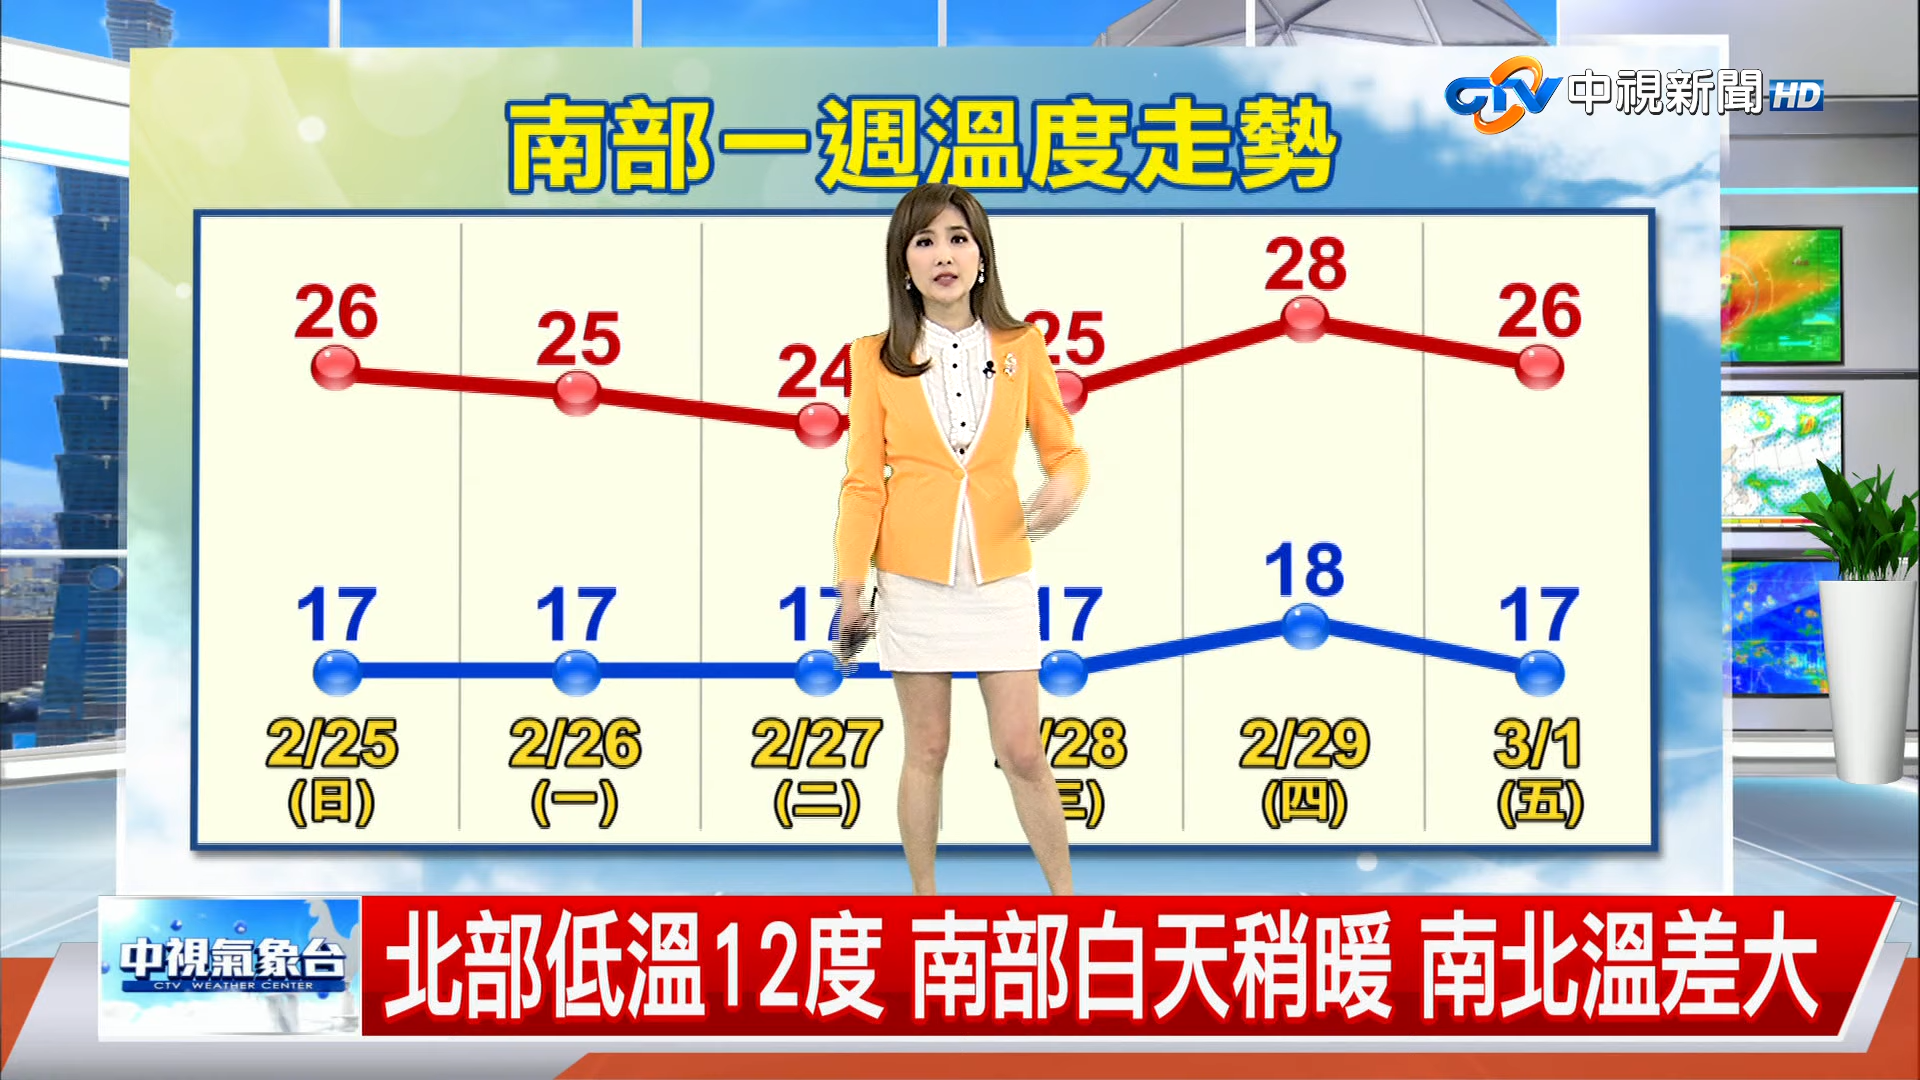 CTV 中視新聞 HD
南部一週溫度走勢
26 25 24 25 28 26
17 17 17 17 18 17
2/25 2/26 2/27 /28 2/29 3/1
(日) (一) (二) 三) (四) (五)
北部低溫12度 南部白天稍暖 南北溫差大
中視氣象台
CTV WEATHER CENTER